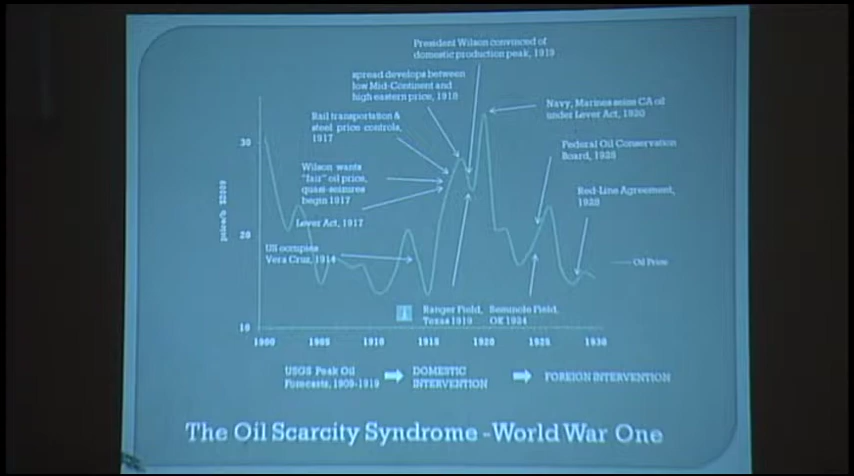 President Wilson convinced of
domestic production peak, 1919
spread develops between
low Mid-Continent and
high eastern price, 1918
Navy, Marines seize CA oil
under Lever Act, 1920
Rail transportation &
steel price controls,
1917
Federal Oil Conservation
Board, 1925
Wilson wants
"fair" oil price,
quasi-seizures
begin 1917
Red-Line Agreement,
1928
Lever Act, 1917
US occupies
Vera Cruz, 1914
Oil Price
30
20
10
price/b
Ranger Field,
Texas 1919
Seminole Field,
OK 1924
1900 1905 1910 1915 1920 1925 1930
USGS Peak Oil
Forecasts, 1909-1919
DOMESTIC
INTERVENTION
FOREIGN INTERVENTION
The Oil Scarcity Syndrome - World War One